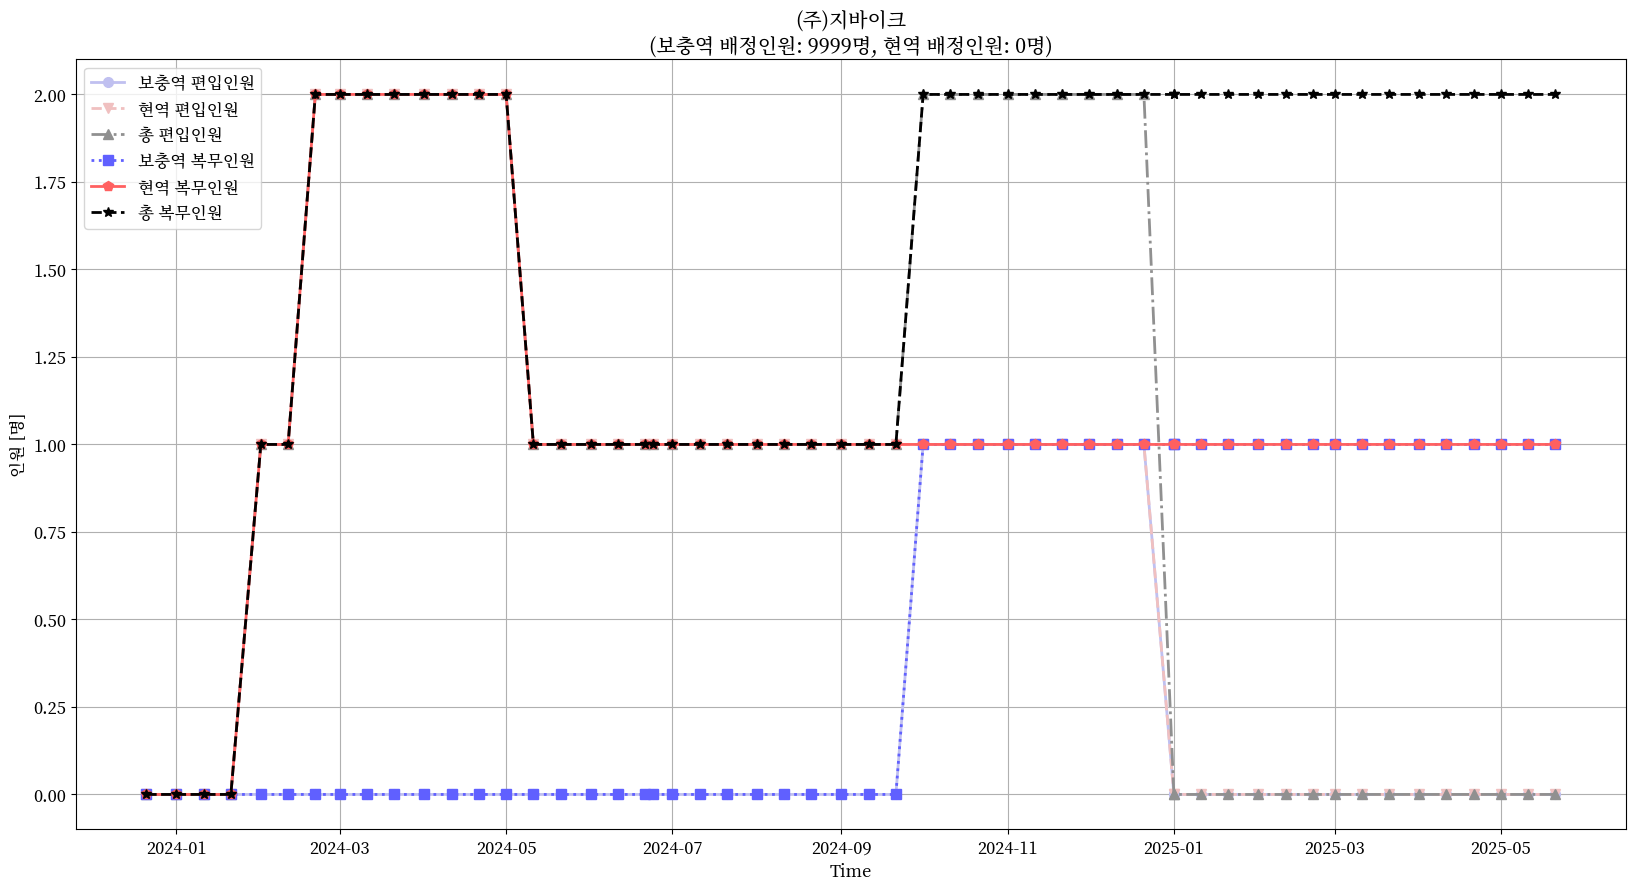 (주)지바이크
(보충역 배정인원: 9999명, 현역 배정인원: 0명)
보충역 편입인원
현역 편입인원
총 편입인원
보충역 복무인원
현역 복무인원
총 복무인원
인원 [명]
2.00
1.75
1.50
1.25
1.00
0.75
0.50
0.25
0.00
2024-01 2024-03 2024-05 2024-07 2024-09 2024-11 2025-01 2025-03 2025-05
Time